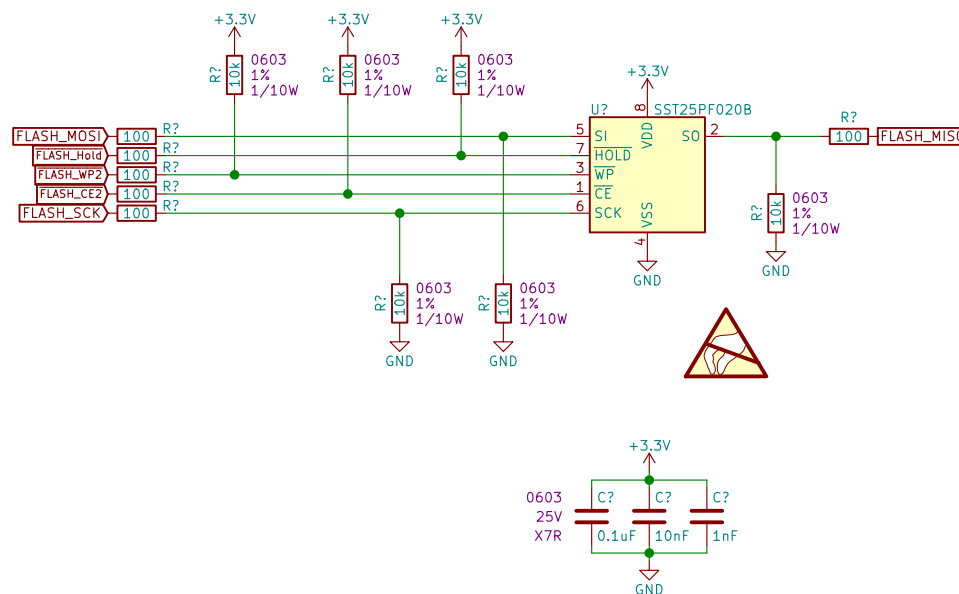 +3.3V
+3.3V
+3.3V
R?
10k
0603
1%
1/10W
R?
10k
0603
1%
1/10W
R?
10k
0603
1%
1/10W
+3.3V
U?
8
SST25PF020B
VDD
FLASH_MOSI
100
R?
5
SI
SO
2
R?
100
FLASH_MISO
FLASH_Hold
100
7
HOLD
FLASH_WP2
100
R?
3
WP
FLASH_CE2
100
R?
1
CE
FLASH_SCK
100
R?
6
SCK
VSS
4
GND
R?
10k
0603
1%
1/10W
GND
R?
10k
0603
1%
1/10W
GND
R?
10k
0603
1%
1/10W
GND
+3.3V
0603
25V
X7R
C?
0.1uF
C?
10nF
C?
1nF
GND